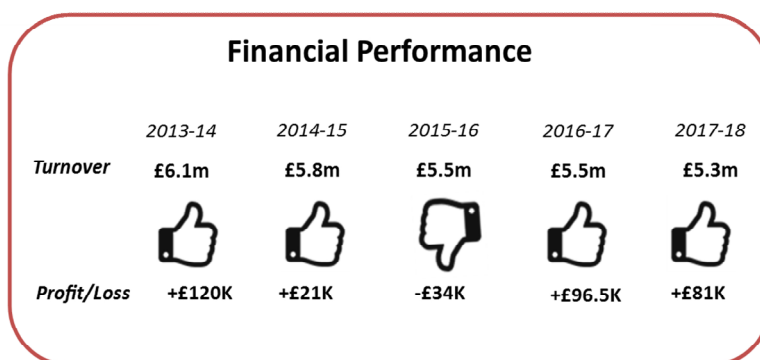 Financial Performance
2013-14 2014-15 2015-16 2016-17 2017-18
Turnover £6.1m £5.8m £5.5m £5.5m £5.3m
Profit/Loss +£120K +£21K -£34K +£96.5K +£81K